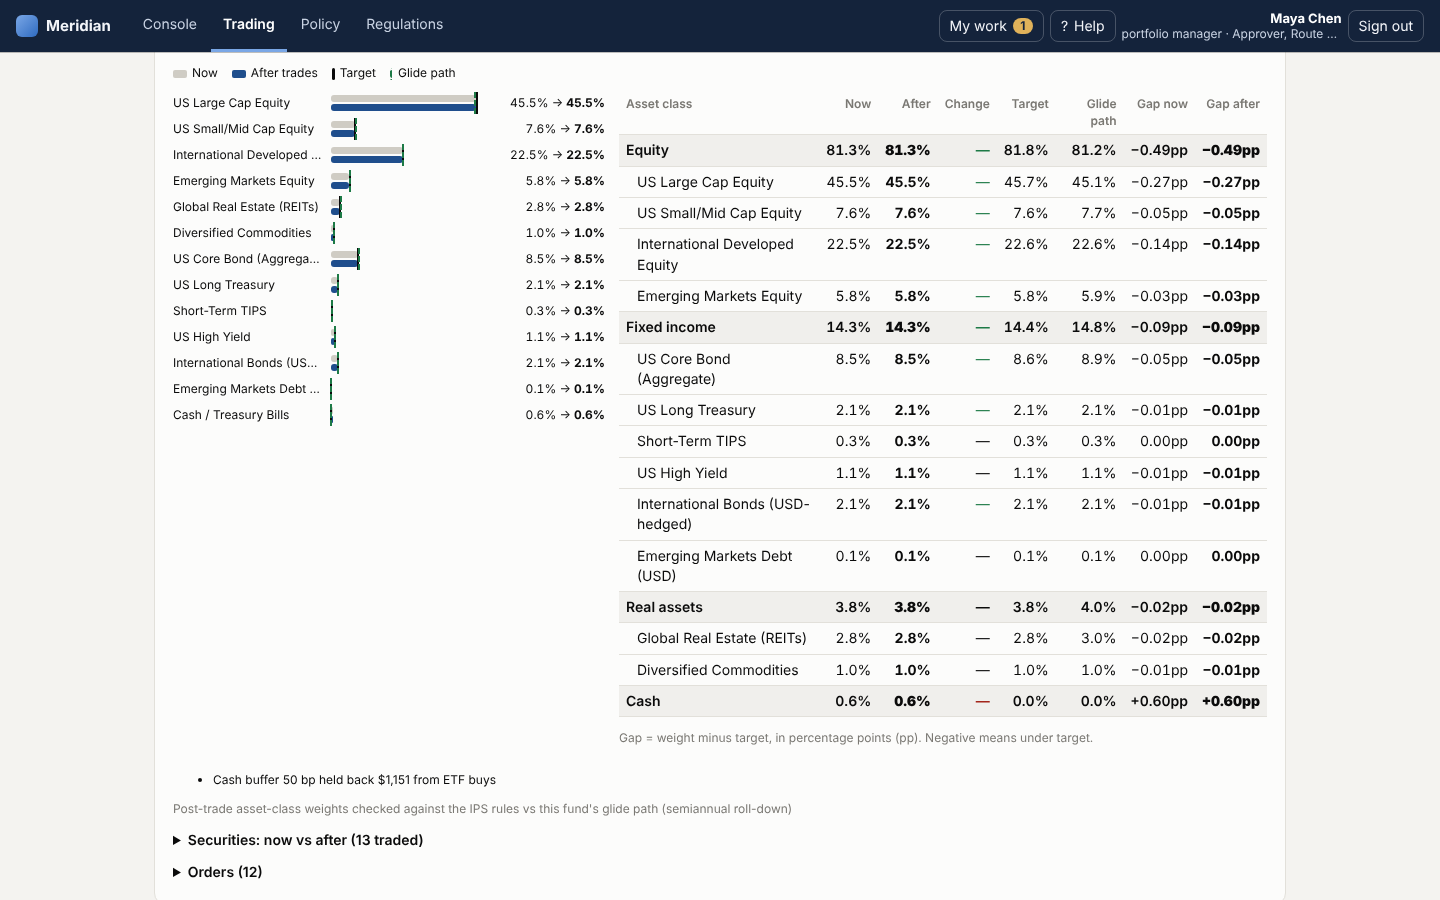 Meridian Console Trading Policy Regulations My work 1 ? Help Maya Chen Sign out
portfolio manager · Approver, Route ...
Now After trades Target Glide path
US Large Cap Equity 45.5% → 45.5%
US Small/Mid Cap Equity 7.6% → 7.6%
International Developed ... 22.5% → 22.5%
Emerging Markets Equity 5.8% → 5.8%
Global Real Estate (REITs) 2.8% → 2.8%
Diversified Commodities 1.0% → 1.0%
US Core Bond (Aggrega... 8.5% → 8.5%
US Long Treasury 2.1% → 2.1%
Short-Term TIPS 0.3% → 0.3%
US High Yield 1.1% → 1.1%
International Bonds (US... 2.1% → 2.1%
Emerging Markets Debt ... 0.1% → 0.1%
Cash / Treasury Bills 0.6% → 0.6%
Asset class Now After Change Target Glide path Gap now Gap after
Equity 81.3% 81.3% — 81.8% 81.2% −0.49pp −0.49pp
US Large Cap Equity 45.5% 45.5% — 45.7% 45.1% −0.27pp −0.27pp
US Small/Mid Cap Equity 7.6% 7.6% — 7.6% 7.7% −0.05pp −0.05pp
International Developed Equity 22.5% 22.5% — 22.6% 22.6% −0.14pp −0.14pp
Emerging Markets Equity 5.8% 5.8% — 5.8% 5.9% −0.03pp −0.03pp
Fixed income 14.3% 14.3% — 14.4% 14.8% −0.09pp −0.09pp
US Core Bond (Aggregate) 8.5% 8.5% — 8.6% 8.9% −0.05pp −0.05pp
US Long Treasury 2.1% 2.1% — 2.1% 2.1% −0.01pp −0.01pp
Short-Term TIPS 0.3% 0.3% — 0.3% 0.3% 0.00pp 0.00pp
US High Yield 1.1% 1.1% — 1.1% 1.1% −0.01pp −0.01pp
International Bonds (USD-hedged) 2.1% 2.1% — 2.1% 2.1% −0.01pp −0.01pp
Emerging Markets Debt (USD) 0.1% 0.1% — 0.1% 0.1% 0.00pp 0.00pp
Real assets 3.8% 3.8% — 3.8% 4.0% −0.02pp −0.02pp
Global Real Estate (REITs) 2.8% 2.8% — 2.8% 3.0% −0.02pp −0.02pp
Diversified Commodities 1.0% 1.0% — 1.0% 1.0% −0.01pp −0.01pp
Cash 0.6% 0.6% — 0.0% 0.0% +0.60pp +0.60pp
Gap = weight minus target, in percentage points (pp). Negative means under target.
• Cash buffer 50 bp held back $1,151 from ETF buys
Post-trade asset-class weights checked against the IPS rules vs this fund's glide path (semiannual roll-down)
Securities: now vs after (13 traded)
Orders (12)